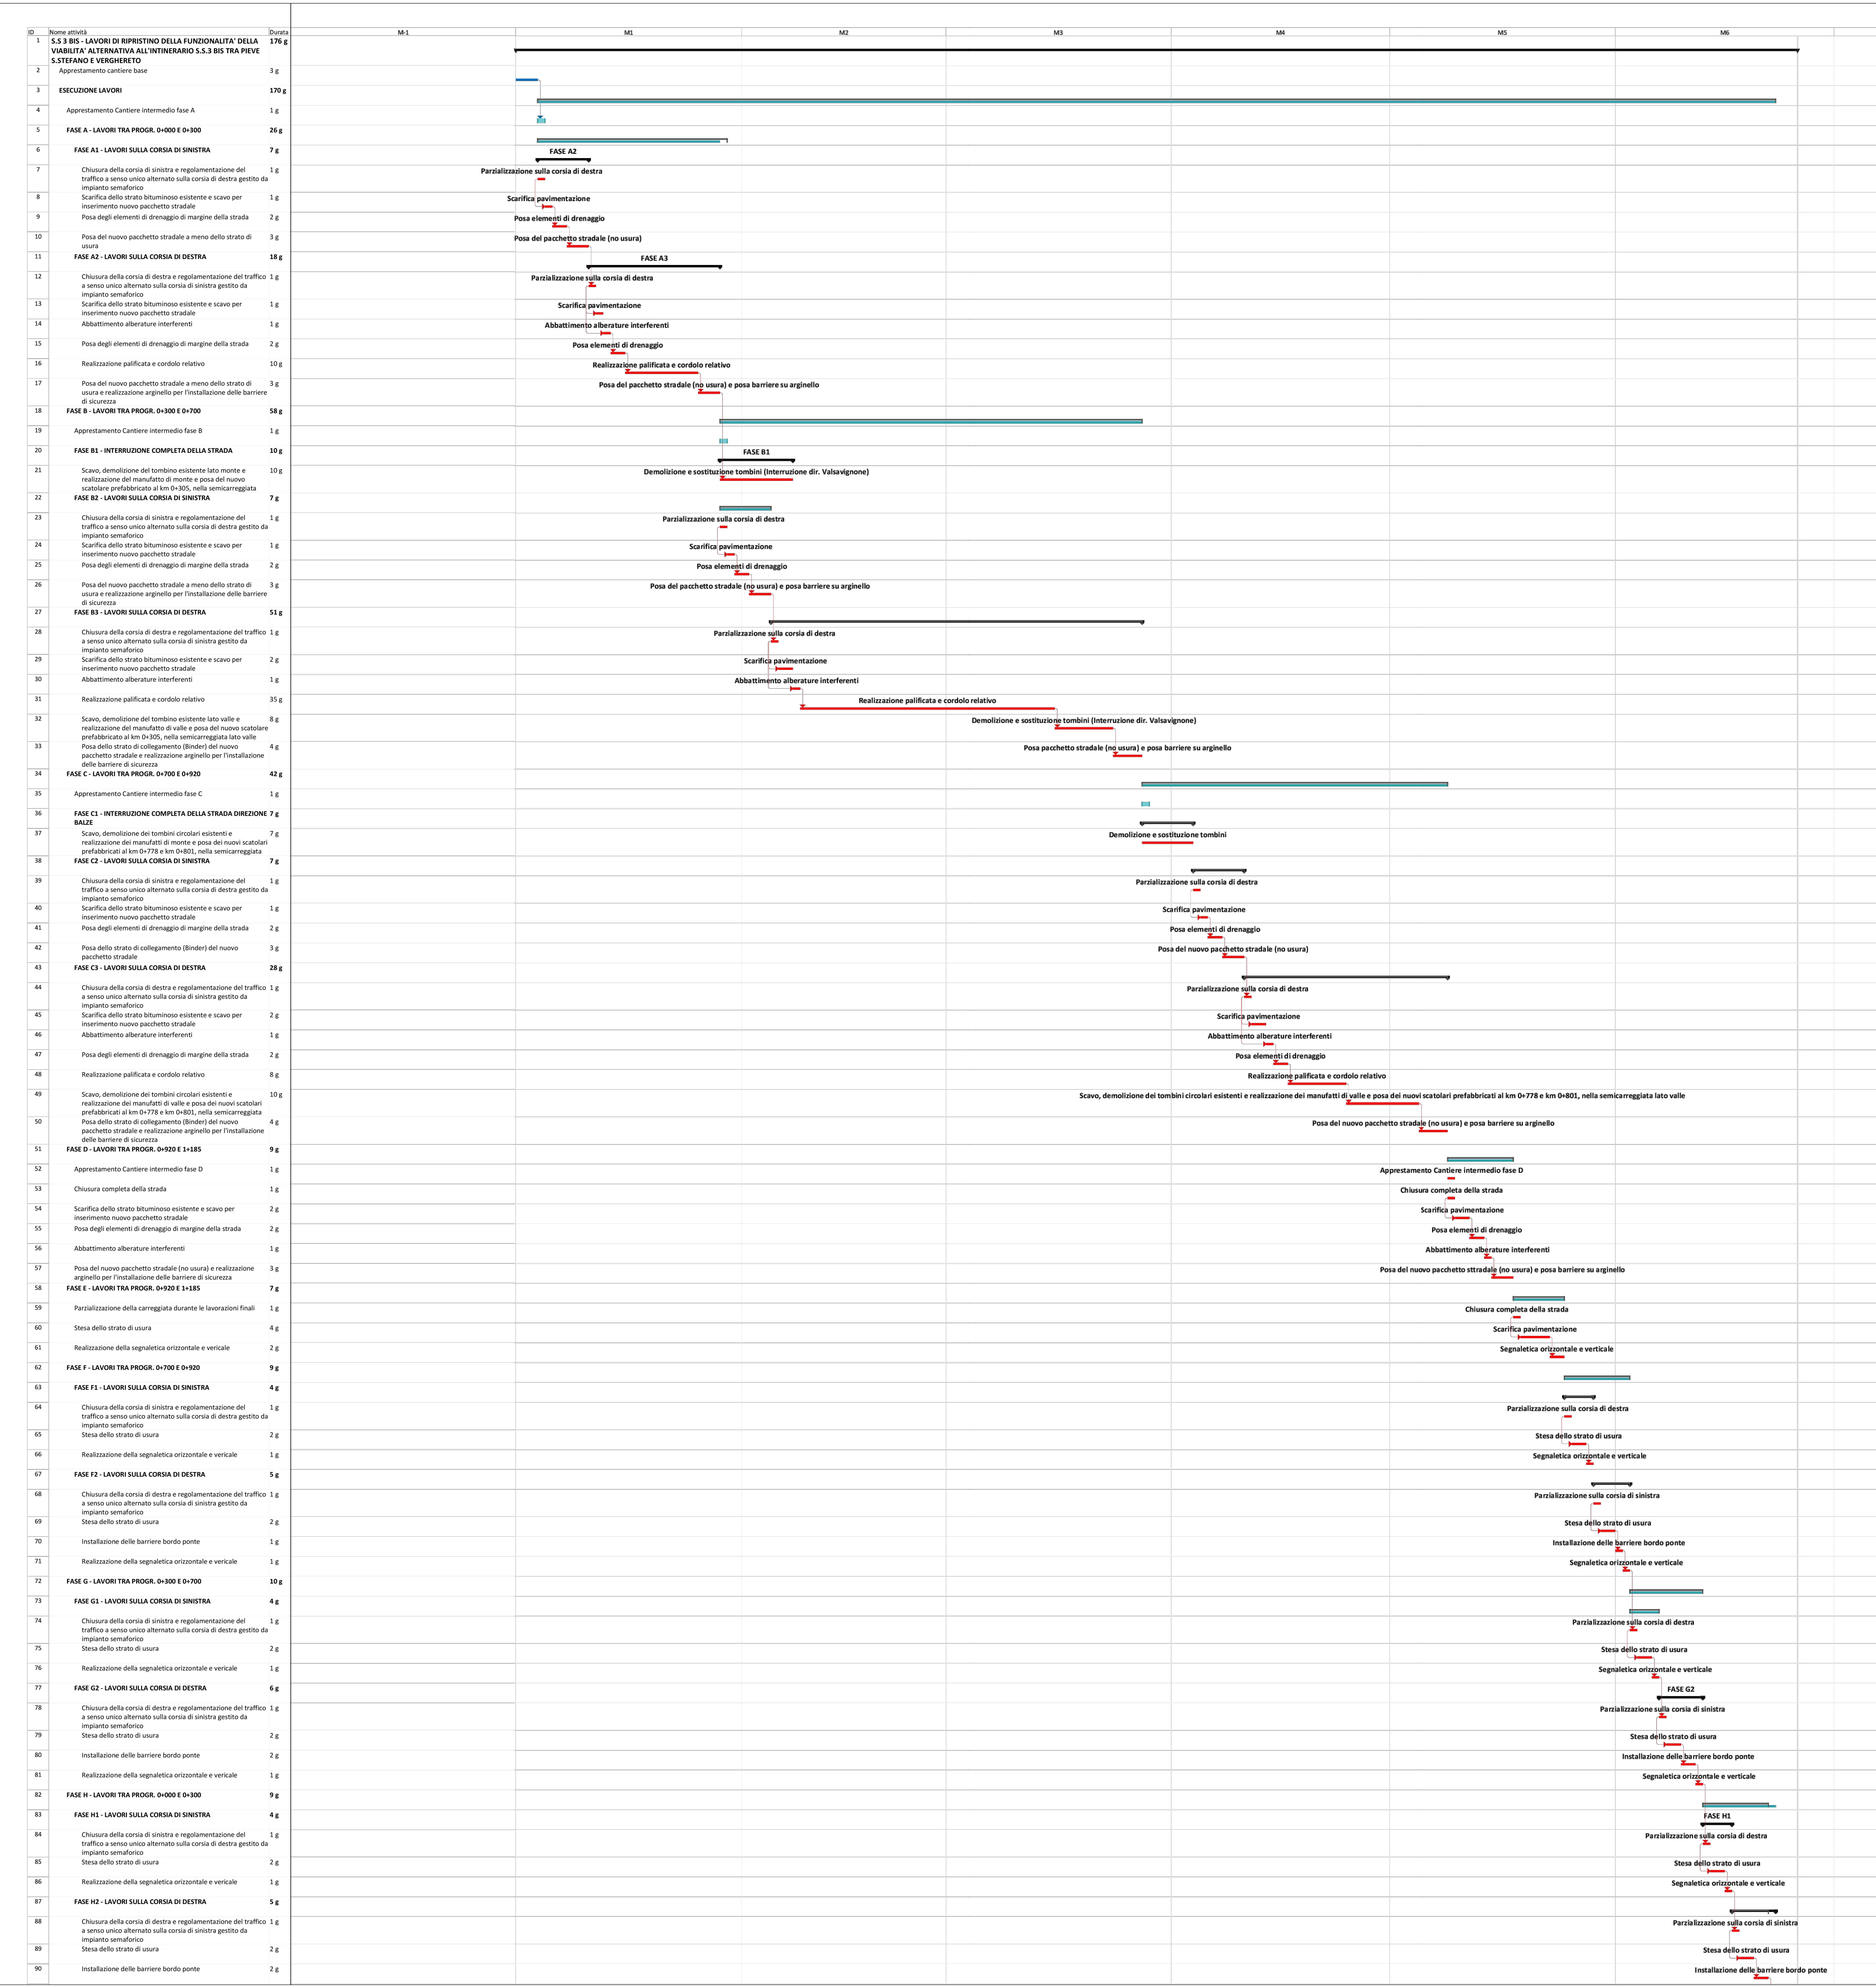 ID Nome attività Durata M-1 M1 M2 M3 M4 M5 M6
1 S.S 3 BIS - LAVORI DI RIPRISTINO DELLA FUNZIONALITA' DELLA 176 g
VIABILITA' ALTERNATIVA ALL'INTINERARIO S.S.3 BIS TRA PIEVE
S.STEFANO E VERGHERETO
2 Apprestamento cantiere base 3 g
3 ESECUZIONE LAVORI 170 g
4 Apprestamento Cantiere intermedio fase A 1 g
5 FASE A - LAVORI TRA PROGR. 0+000 E 0+300 26 g
6 FASE A1 - LAVORI SULLA CORSIA DI SINISTRA 7 g FASE A2
7 Chiusura della corsia di sinistra e regolamentazione del 1 g Parzializzazione sulla corsia di destra
traffico a senso unico alternato sulla corsia di destra gestito da
impianto semaforico
8 Scarifica dello strato bituminoso esistente e scavo per 1 g Scarifica pavimentazione
inserimento nuovo pacchetto stradale
9 Posa degli elementi di drenaggio di margine della strada 2 g Posa elementi di drenaggio
10 Posa del nuovo pacchetto stradale a meno dello strato di 3 g Posa del pacchetto stradale (no usura)
usura
11 FASE A2 - LAVORI SULLA CORSIA DI DESTRA 18 g FASE A3
12 Chiusura della corsia di destra e regolamentazione del traffico 1 g Parzializzazione sulla corsia di destra
a senso unico alternato sulla corsia di sinistra gestito da
impianto semaforico
13 Scarifica dello strato bituminoso esistente e scavo per 1 g Scarifica pavimentazione
inserimento nuovo pacchetto stradale
14 Abbattimento alberature interferenti 1 g Abbattimento alberature interferenti
15 Posa degli elementi di drenaggio di margine della strada 2 g Posa elementi di drenaggio
16 Realizzazione palificata e cordolo relativo 10 g Realizzazione palificata e cordolo relativo
17 Posa del nuovo pacchetto stradale a meno dello strato di 3 g Posa del pacchetto stradale (no usura) e posa barriere su arginello
usura e realizzazione arginello per l'installazione delle barriere
di sicurezza
18 FASE B - LAVORI TRA PROGR. 0+300 E 0+700 58 g
19 Apprestamento Cantiere intermedio fase B 1 g
20 FASE B1 - INTERRUZIONE COMPLETA DELLA STRADA 10 g FASE B1
21 Scavo, demolizione del tombino esistente lato monte e 10 g Demolizione e sostituzione tombini (Interruzione dir. Valsavignone)
realizzazione del manufatto di monte e posa del nuovo
scatolare prefabbricato al km 0+305, nella semicarreggiata
22 FASE B2 - LAVORI SULLA CORSIA DI SINISTRA 7 g
23 Chiusura della corsia di sinistra e regolamentazione del 1 g Parzializzazione sulla corsia di destra
traffico a senso unico alternato sulla corsia di destra gestito da
impianto semaforico
24 Scarifica dello strato bituminoso esistente e scavo per 1 g Scarifica pavimentazione
inserimento nuovo pacchetto stradale
25 Posa degli elementi di drenaggio di margine della strada 2 g Posa elementi di drenaggio
26 Posa del nuovo pacchetto stradale a meno dello strato di 3 g Posa del pacchetto stradale (no usura) e posa barriere su arginello
usura e realizzazione arginello per l'installazione delle barriere
di sicurezza
27 FASE B3 - LAVORI SULLA CORSIA DI DESTRA 51 g
28 Chiusura della corsia di destra e regolamentazione del traffico 1 g Parzializzazione sulla corsia di destra
a senso unico alternato sulla corsia di sinistra gestito da
impianto semaforico
29 Scarifica dello strato bituminoso esistente e scavo per 2 g Scarifica pavimentazione
inserimento nuovo pacchetto stradale
30 Abbattimento alberature interferenti 1 g Abbattimento alberature interferenti
31 Realizzazione palificata e cordolo relativo 35 g Realizzazione palificata e cordolo relativo
32 Scavo, demolizione del tombino esistente lato valle e 8 g Demolizione e sostituzione tombini (Interruzione dir. Valsavignone)
realizzazione del manufatto di valle e posa del nuovo scatolare
prefabbricato al km 0+305, nella semicarreggiata lato valle
33 Posa dello strato di collegamento (Binder) del nuovo 4 g Posa pacchetto stradale (no usura) e posa barriere su arginello
pacchetto stradale e realizzazione arginello per l'installazione
delle barriere di sicurezza
34 FASE C - LAVORI TRA PROGR. 0+700 E 0+920 42 g
35 Apprestamento Cantiere intermedio fase C 1 g
36 FASE C1 - INTERRUZIONE COMPLETA DELLA STRADA DIREZIONE 7 g
BALZE
37 Scavo, demolizione dei tombini circolari esistenti e 7 g Demolizione e sostituzione tombini
realizzazione dei manufatti di monte e posa dei nuovi scatolari
prefabbricati al km 0+778 e km 0+801, nella semicarreggiata
38 FASE C2 - LAVORI SULLA CORSIA DI SINISTRA 7 g
39 Chiusura della corsia di sinistra e regolamentazione del 1 g Parzializzazione sulla corsia di destra
traffico a senso unico alternato sulla corsia di destra gestito da
impianto semaforico
40 Scarifica dello strato bituminoso esistente e scavo per 1 g Scarifica pavimentazione
inserimento nuovo pacchetto stradale
41 Posa degli elementi di drenaggio di margine della strada 2 g Posa elementi di drenaggio
42 Posa dello strato di collegamento (Binder) del nuovo 3 g Posa del nuovo pacchetto stradale (no usura)
pacchetto stradale
43 FASE C3 - LAVORI SULLA CORSIA DI DESTRA 28 g
44 Chiusura della corsia di destra e regolamentazione del traffico 1 g Parzializzazione sulla corsia di destra
a senso unico alternato sulla corsia di sinistra gestito da
impianto semaforico
45 Scarifica dello strato bituminoso esistente e scavo per 2 g Scarifica pavimentazione
inserimento nuovo pacchetto stradale
46 Abbattimento alberature interferenti 1 g Abbattimento alberature interferenti
47 Posa degli elementi di drenaggio di margine della strada 2 g Posa elementi di drenaggio
48 Realizzazione palificata e cordolo relativo 8 g Realizzazione palificata e cordolo relativo
49 Scavo, demolizione dei tombini circolari esistenti e 10 g Scavo, demolizione dei tombini circolari esistenti e realizzazione dei manufatti di valle e posa dei nuovi scatolari prefabbricati al km 0+778 e km 0+801, nella semicarreggiata lato valle
realizzazione dei manufatti di valle e posa dei nuovi scatolari
prefabbricati al km 0+778 e km 0+801, nella semicarreggiata
50 Posa dello strato di collegamento (Binder) del nuovo 4 g Posa del nuovo pacchetto stradale (no usura) e posa barriere su arginello
pacchetto stradale e realizzazione arginello per l'installazione
delle barriere di sicurezza
51 FASE D - LAVORI TRA PROGR. 0+920 E 1+185 9 g
52 Apprestamento Cantiere intermedio fase D 1 g Apprestamento Cantiere intermedio fase D
53 Chiusura completa della strada 1 g Chiusura completa della strada
54 Scarifica dello strato bituminoso esistente e scavo per 2 g Scarifica pavimentazione
inserimento nuovo pacchetto stradale
55 Posa degli elementi di drenaggio di margine della strada 2 g Posa elementi di drenaggio
56 Abbattimento alberature interferenti 1 g Abbattimento alberature interferenti
57 Posa del nuovo pacchetto stradale (no usura) e realizzazione 3 g Posa del nuovo pacchetto sttradale (no usura) e posa barriere su arginello
arginello per l'installazione delle barriere di sicurezza
58 FASE E - LAVORI TRA PROGR. 0+920 E 1+185 7 g
59 Parzializzazione della carreggiata durante le lavorazioni finali 1 g Chiusura completa della strada
60 Stesa dello strato di usura 4 g Scarifica pavimentazione
61 Realizzazione della segnaletica orizzontale e vericale 2 g Segnaletica orizzontale e verticale
62 FASE F - LAVORI TRA PROGR. 0+700 E 0+920 9 g
63 FASE F1 - LAVORI SULLA CORSIA DI SINISTRA 4 g
64 Chiusura della corsia di sinistra e regolamentazione del 1 g Parzializzazione sulla corsia di destra
traffico a senso unico alternato sulla corsia di destra gestito da
impianto semaforico
65 Stesa dello strato di usura 2 g Stesa dello strato di usura
66 Realizzazione della segnaletica orizzontale e vericale 1 g Segnaletica orizzontale e verticale
67 FASE F2 - LAVORI SULLA CORSIA DI DESTRA 5 g
68 Chiusura della corsia di destra e regolamentazione del traffico 1 g Parzializzazione sulla corsia di sinistra
a senso unico alternato sulla corsia di sinistra gestito da
impianto semaforico
69 Stesa dello strato di usura 2 g Stesa dello strato di usura
70 Installazione delle barriere bordo ponte 1 g Installazione delle barriere bordo ponte
71 Realizzazione della segnaletica orizzontale e vericale 1 g Segnaletica orizzontale e verticale
72 FASE G - LAVORI TRA PROGR. 0+300 E 0+700 10 g
73 FASE G1 - LAVORI SULLA CORSIA DI SINISTRA 4 g
74 Chiusura della corsia di sinistra e regolamentazione del 1 g Parzializzazione sulla corsia di destra
traffico a senso unico alternato sulla corsia di destra gestito da
impianto semaforico
75 Stesa dello strato di usura 2 g Stesa dello strato di usura
76 Realizzazione della segnaletica orizzontale e vericale 1 g Segnaletica orizzontale e verticale
77 FASE G2 - LAVORI SULLA CORSIA DI DESTRA 6 g FASE G2
78 Chiusura della corsia di destra e regolamentazione del traffico 1 g Parzializzazione sulla corsia di sinistra
a senso unico alternato sulla corsia di sinistra gestito da
impianto semaforico
79 Stesa dello strato di usura 2 g Stesa dello strato di usura
80 Installazione delle barriere bordo ponte 2 g Installazione delle barriere bordo ponte
81 Realizzazione della segnaletica orizzontale e vericale 1 g Segnaletica orizzontale e verticale
82 FASE H - LAVORI TRA PROGR. 0+000 E 0+300 9 g
83 FASE H1 - LAVORI SULLA CORSIA DI SINISTRA 4 g FASE H1
84 Chiusura della corsia di sinistra e regolamentazione del 1 g Parzializzazione sulla corsia di destra
traffico a senso unico alternato sulla corsia di destra gestito da
impianto semaforico
85 Stesa dello strato di usura 2 g Stesa dello strato di usura
86 Realizzazione della segnaletica orizzontale e vericale 1 g Segnaletica orizzontale e verticale
87 FASE H2 - LAVORI SULLA CORSIA DI DESTRA 5 g
88 Chiusura della corsia di destra e regolamentazione del traffico 1 g Parzializzazione sulla corsia di sinistra
a senso unico alternato sulla corsia di sinistra gestito da
impianto semaforico
89 Stesa dello strato di usura 2 g Stesa dello strato di usura
90 Installazione delle barriere bordo ponte 2 g Installazione delle barriere bordo ponte